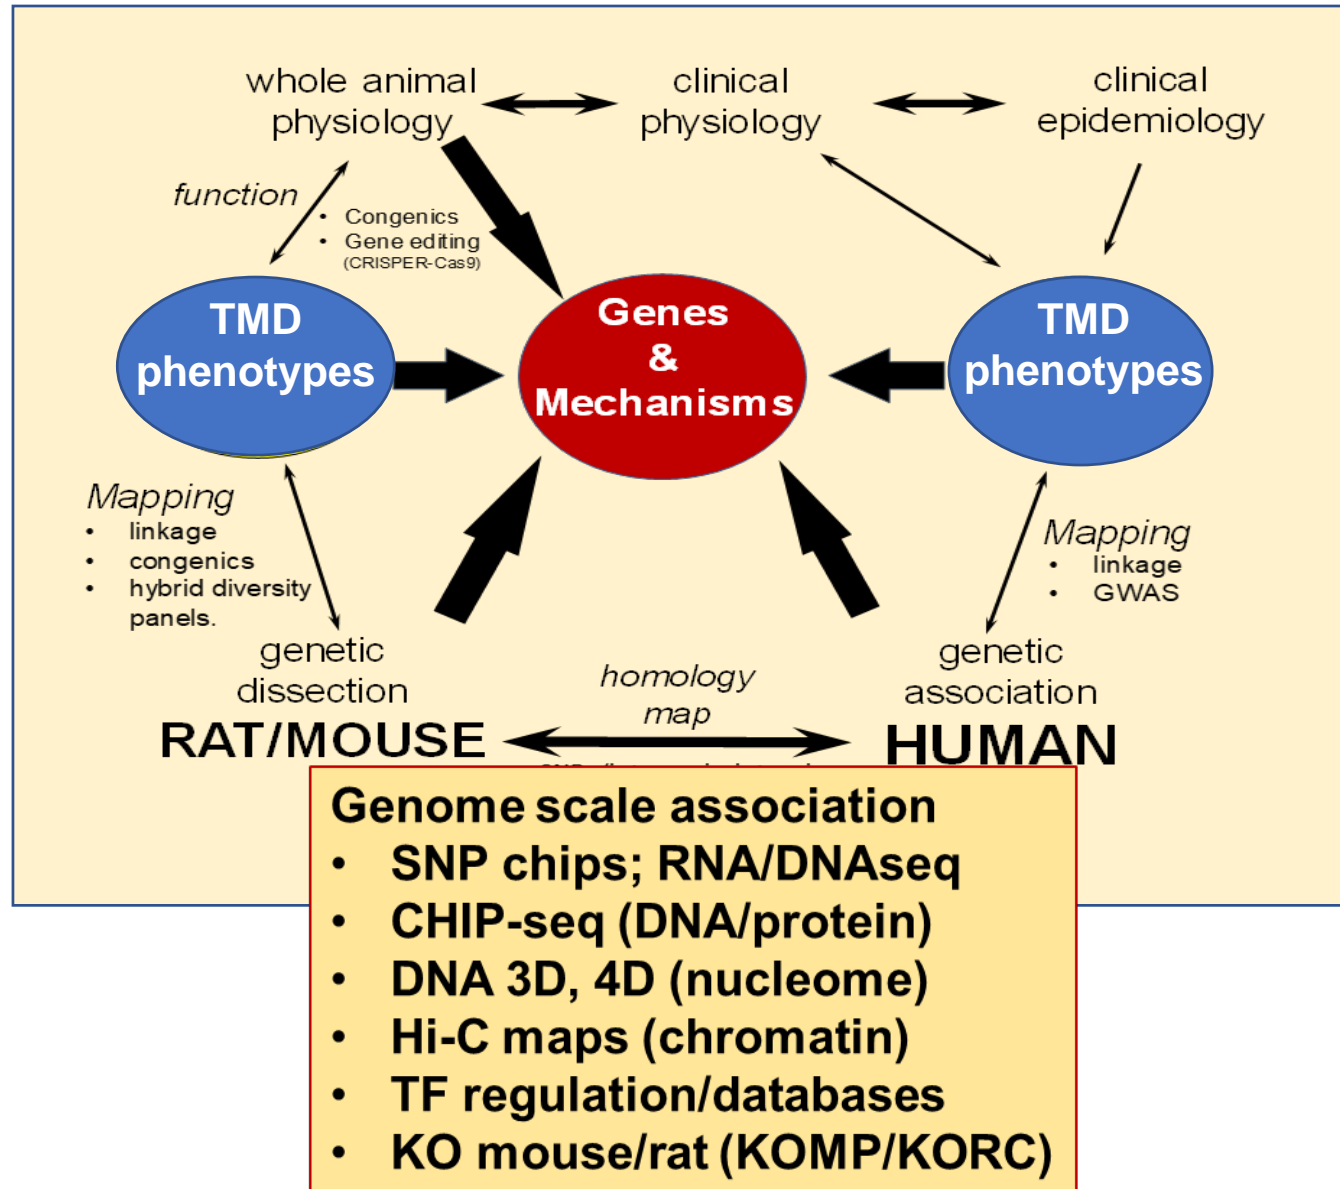 whole animal
physiology
clinical
physiology
clinical
epidemiology
function
• Congenics
• Gene editing
(CRISPER-Cas9)
TMD
phenotypes
Genes
&
Mechanisms
TMD
phenotypes
Mapping
• linkage
• congenics
• hybrid diversity
panels.
Mapping
• linkage
• GWAS
genetic
dissection
RAT/MOUSE
homology
map
genetic
association
HUMAN
Genome scale association
• SNP chips; RNA/DNAseq
• CHIP-seq (DNA/protein)
• DNA 3D, 4D (nucleome)
• Hi-C maps (chromatin)
• TF regulation/databases
• KO mouse/rat (KOMP/KORC)